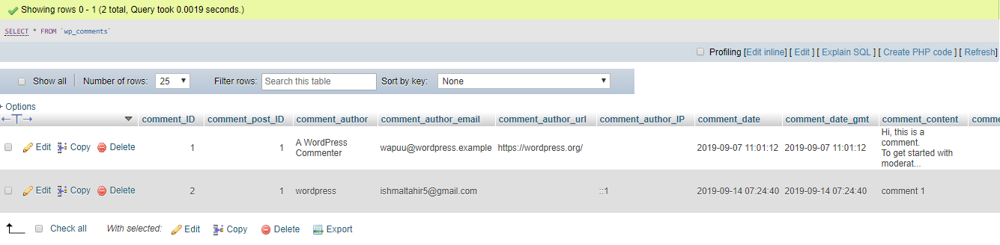 Showing rows 0 - 1 (2 total, Query took 0.0019 seconds.)
SELECT * FROM `wp_comments`
Profiling [Edit inline] [ Edit ] [ Explain SQL ] [ Create PHP code ] [ Refresh]
Show all Number of rows: 25 Filter rows: Search this table Sort by key: None
+ Options
←T→ comment_ID comment_post_ID comment_author comment_author_email comment_author_url comment_author_IP comment_date comment_date_gmt comment_content comme
Edit Copy Delete 1 1 A WordPress Commenter wapuu@wordpress.example https://wordpress.org/ 2019-09-07 11:01:12 2019-09-07 11:01:12 Hi, this is a
comment.
To get started with
moderat...
Edit Copy Delete 2 1 wordpress ishmaltahir5@gmail.com ::1 2019-09-14 07:24:40 2019-09-14 07:24:40 comment 1
Check all With selected: Edit Copy Delete Export